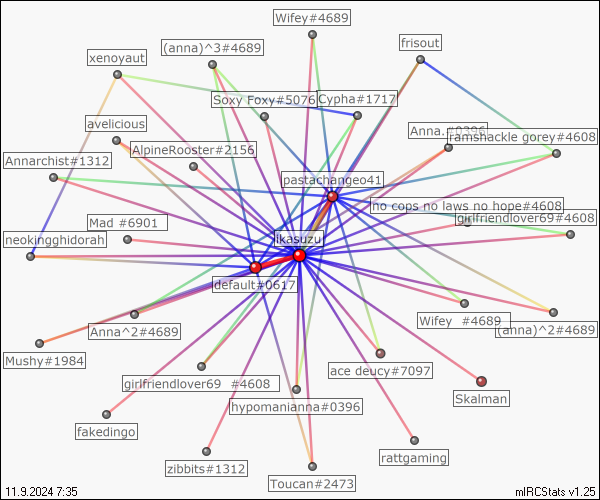 Wifey#4689
(anna)^3#4689
frisout
xenoyaut
Soxy Foxy#5076
Cypha#1717
avelicious
Anna.#0396
ramshackle gorey#4608
AlpineRooster#2156
Annarchist#1312
pastachangeo41
no cops no laws no hope#4608
Mad #6901
girlfriendlover69#4608
neokingghidorah
ikasuzu
default#0617
Anna^2#4689
Wifey #4689
(anna)^2#4689
Mushy#1984
ace deucy#7097
girlfriendlover69 #4608
Skalman
hypomanianna#0396
fakedingo
rattgaming
zibbits#1312
Toucan#2473
11.9.2024 7:35
mIRCStats v1.25